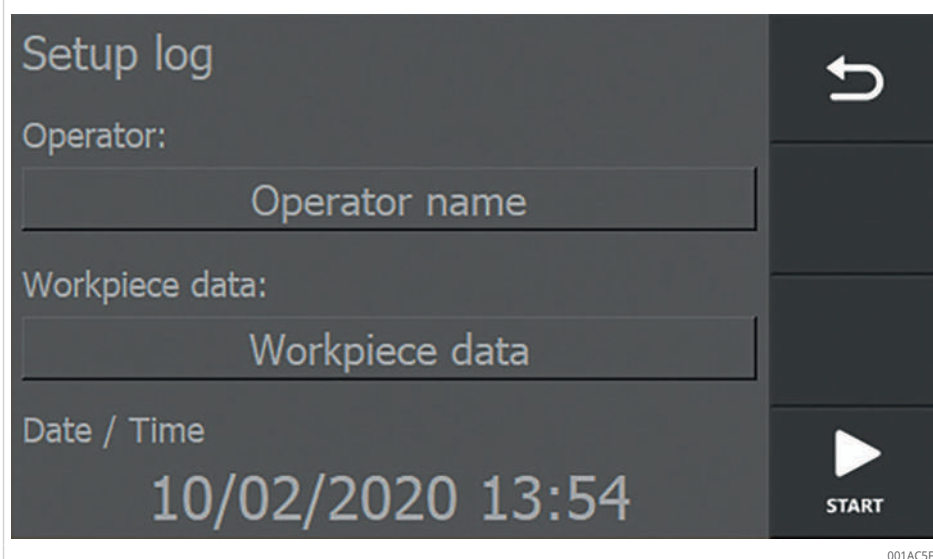 Setup log
Operator:
Operator name
Workpiece data:
Workpiece data
Date / Time
10/02/2020 13:54
START
001AC5F